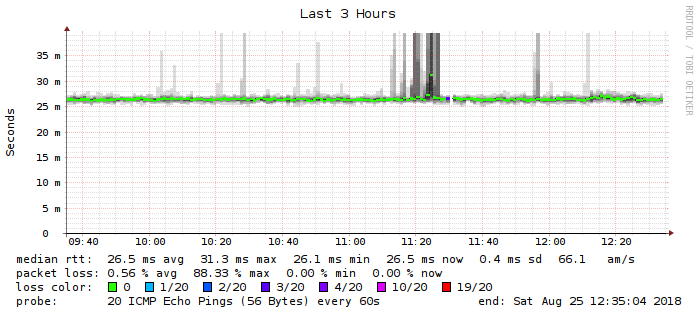 Last 3 Hours
RRDTOOL / TOBI OETIKER
Seconds
35 m
30 m
25 m
20 m
15 m
10 m
5 m
0
09:40 10:00 10:20 10:40 11:00 11:20 11:40 12:00 12:20
median rtt: 26.5 ms avg 31.3 ms max 26.1 ms min 26.5 ms now 0.4 ms sd 66.1 am/s
packet loss: 0.56 % avg 88.33 % max 0.00 % min 0.00 % now
loss color: 0 1/20 2/20 3/20 4/20 10/20 19/20
probe: 20 ICMP Echo Pings (56 Bytes) every 60s end: Sat Aug 25 12:35:04 2018